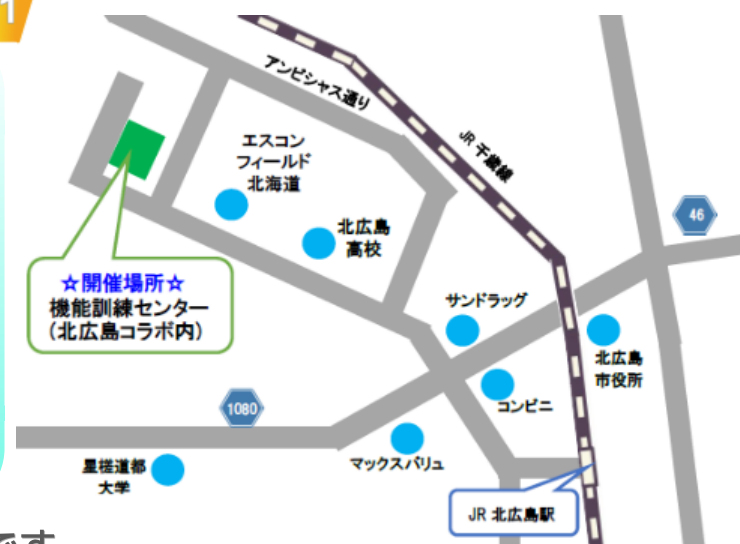 1
アンビシャス通り
JR 千歳線
エスコン
フィールド
北海道
北広島
高校
46
☆開催場所☆
機能訓練センター
(北広島コラボ内)
サンドラッグ
北広島
市役所
コンビニ
1080
マックスバリュ
星槎道都
大学
JR 北広島駅
です